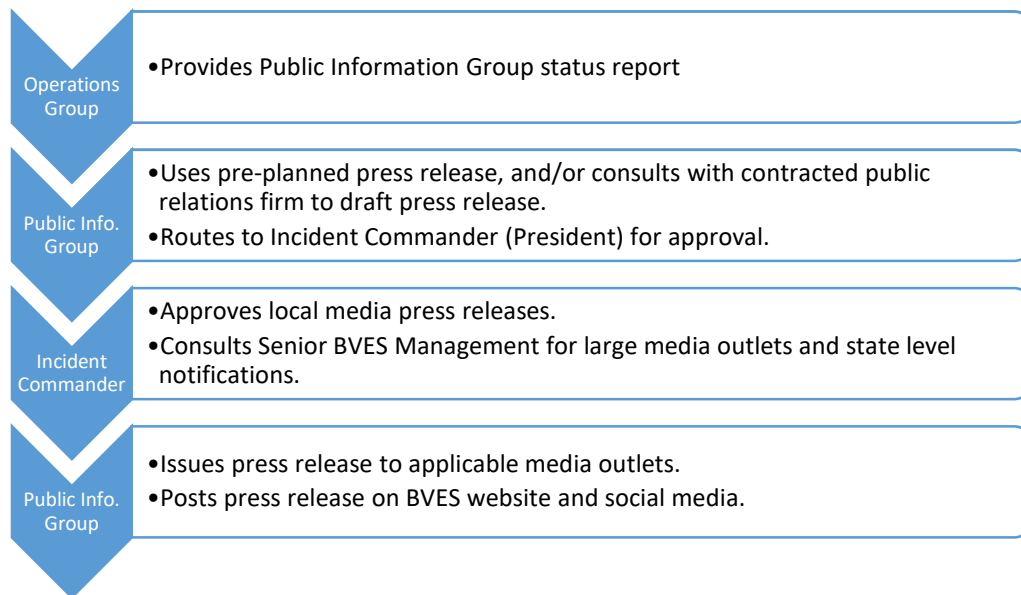 Operations
Group
•Provides Public Information Group status report
Public Info.
Group
•Uses pre-planned press release, and/or consults with contracted public
relations firm to draft press release.
•Routes to Incident Commander (President) for approval.
Incident
Commander
•Approves local media press releases.
•Consults Senior BVES Management for large media outlets and state level
notifications.
Public Info.
Group
•Issues press release to applicable media outlets.
•Posts press release on BVES website and social media.